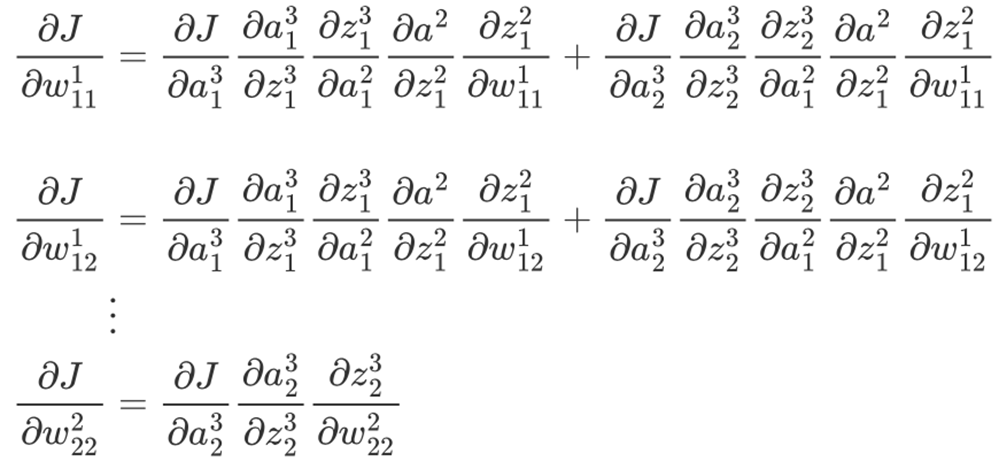 \frac{\partial J}{\partial w_{11}^1} = \frac{\partial J}{\partial a_1^3} \frac{\partial a_1^3}{\partial z_1^3} \frac{\partial z_1^3}{\partial a_1^2} \frac{\partial a^2}{\partial z_1^2} \frac{\partial z_1^2}{\partial w_{11}^1} + \frac{\partial J}{\partial a_2^3} \frac{\partial a_2^3}{\partial z_2^3} \frac{\partial z_2^3}{\partial a_1^2} \frac{\partial a^2}{\partial z_1^2} \frac{\partial z_1^2}{\partial w_{11}^1}
\frac{\partial J}{\partial w_{12}^1} = \frac{\partial J}{\partial a_1^3} \frac{\partial a_1^3}{\partial z_1^3} \frac{\partial z_1^3}{\partial a_1^2} \frac{\partial a^2}{\partial z_1^2} \frac{\partial z_1^2}{\partial w_{12}^1} + \frac{\partial J}{\partial a_2^3} \frac{\partial a_2^3}{\partial z_2^3} \frac{\partial z_2^3}{\partial a_1^2} \frac{\partial a^2}{\partial z_1^2} \frac{\partial z_1^2}{\partial w_{12}^1}
\vdots
\frac{\partial J}{\partial w_{22}^2} = \frac{\partial J}{\partial a_2^3} \frac{\partial a_2^3}{\partial z_2^3} \frac{\partial z_2^3}{\partial w_{22}^2}